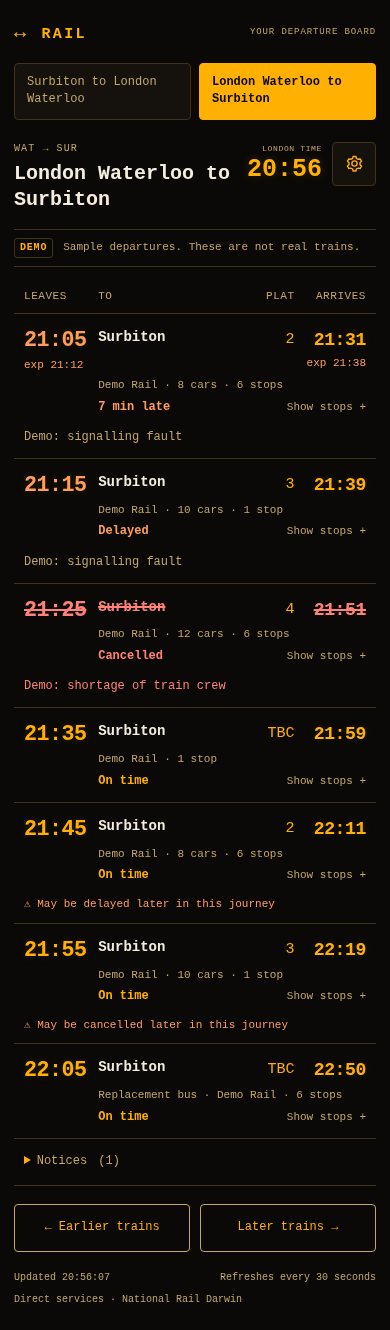 ↔ RAIL
YOUR DEPARTURE BOARD
Surbiton to London
Waterloo
London Waterloo to
Surbiton
WAT → SUR
London Waterloo to
Surbiton
LONDON TIME
20:56
DEMO Sample departures. These are not real trains.
LEAVES TO PLAT ARRIVES
21:05 Surbiton 2 21:31
exp 21:12 exp 21:38
Demo Rail · 8 cars · 6 stops
7 min late Show stops +
Demo: signalling fault
21:15 Surbiton 3 21:39
Demo Rail · 10 cars · 1 stop
Delayed Show stops +
Demo: signalling fault
21:25 Surbiton 4 21:51
Demo Rail · 12 cars · 6 stops
Cancelled Show stops +
Demo: shortage of train crew
21:35 Surbiton TBC 21:59
Demo Rail · 1 stop
On time Show stops +
21:45 Surbiton 2 22:11
Demo Rail · 8 cars · 6 stops
On time Show stops +
⚠ May be delayed later in this journey
21:55 Surbiton 3 22:19
Demo Rail · 10 cars · 1 stop
On time Show stops +
⚠ May be cancelled later in this journey
22:05 Surbiton TBC 22:50
Replacement bus · Demo Rail · 6 stops
On time Show stops +
▶ Notices (1)
← Earlier trains
Later trains →
Updated 20:56:07 Refreshes every 30 seconds
Direct services · National Rail Darwin